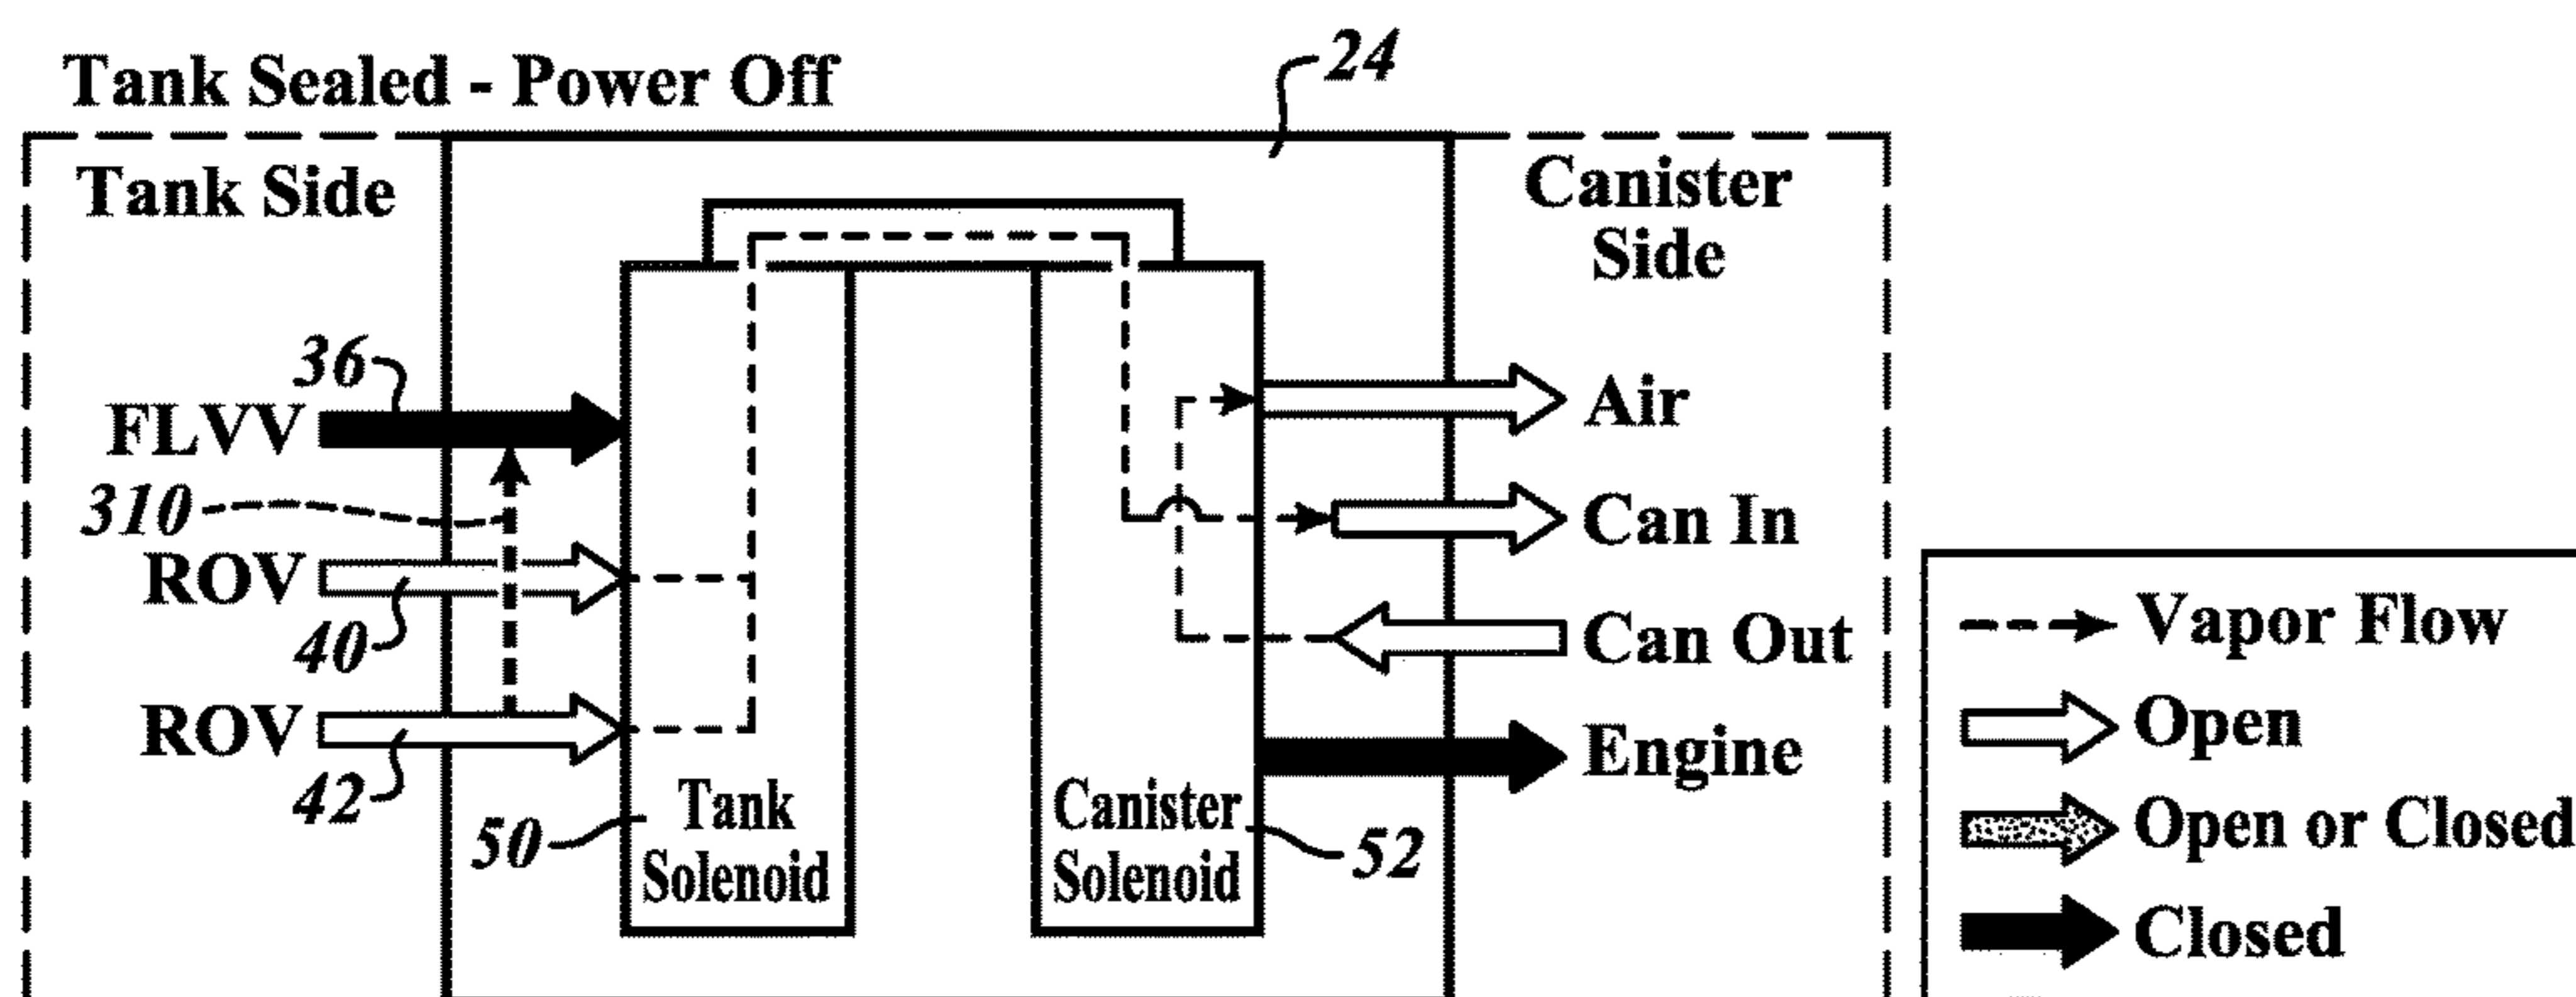 Tank Sealed - Power Off
24
Tank Side
Canister
Side
36
FLVV
310
ROV
40
ROV
42
50
Tank
Solenoid
Canister
Solenoid
52
Air
Can In
Can Out
Engine
Vapor Flow
Open
Open or Closed
Closed